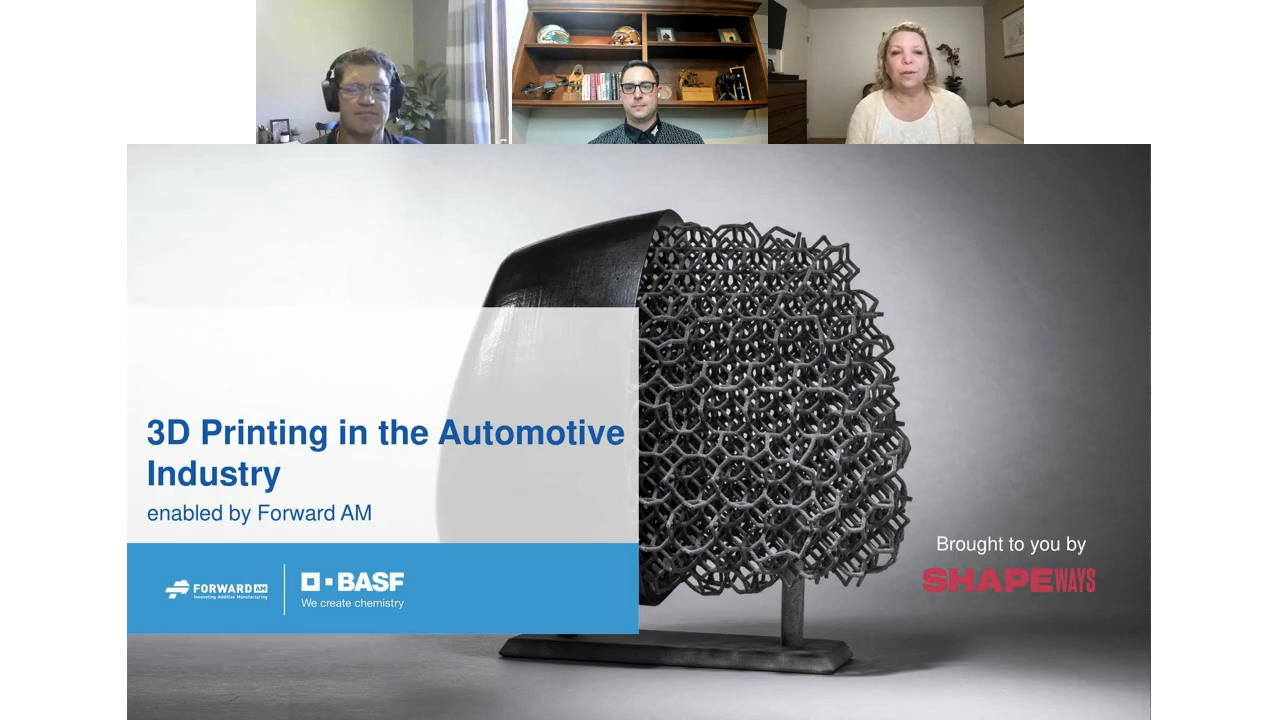 3D Printing in the Automotive
Industry
enabled by Forward AM
FORWARD AM
Innovating Additive Manufacturing
BASF
We create chemistry
Brought to you by
SHAPEWAYS